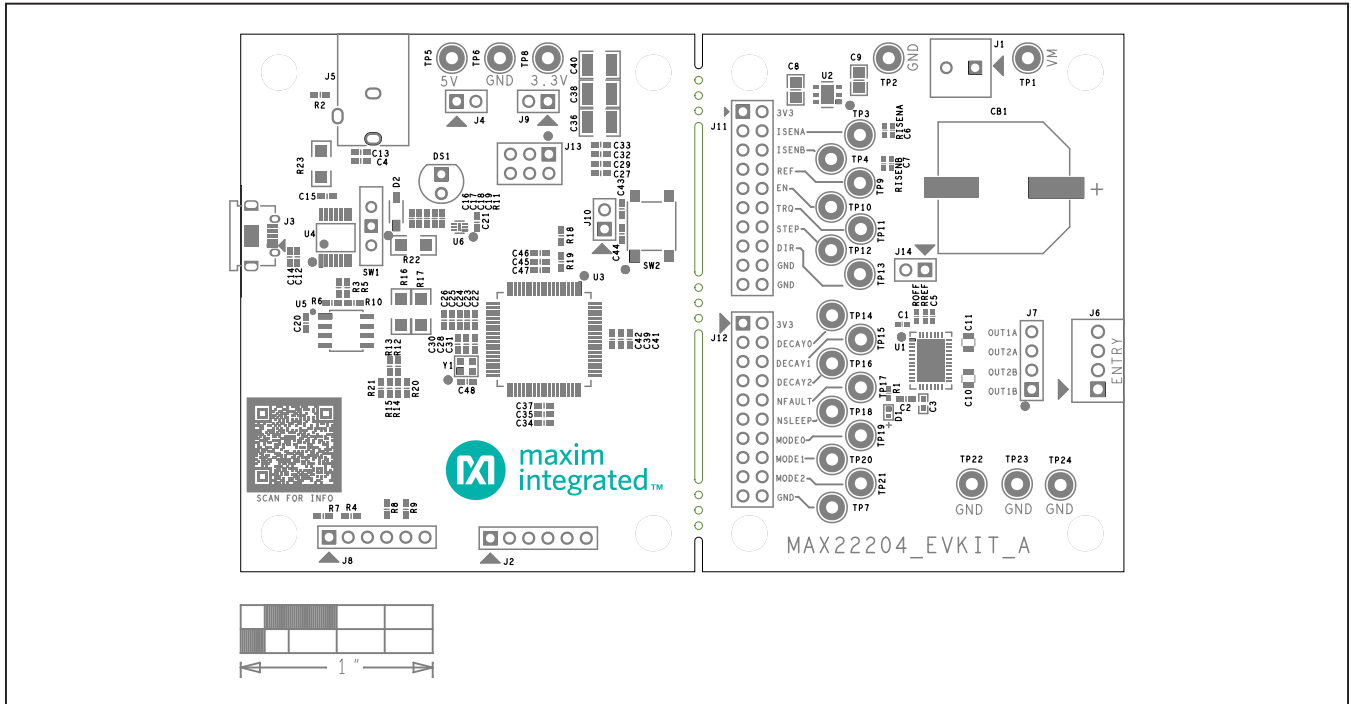 J5
R2
R23
C13
C4
C15
J3
U4
C14
C12
SW1
D2
DS1
TP5
TP6
TP8
5V
GND
3.3V
J4
J9
J13
C40
C38
C36
C33
C32
C29
C27
C16
C17
C18
C19
R11
C21
U6
R22
J10
C43
C44
SW2
R18
R19
C46
C45
C47
U3
R3
R5
R6
R10
U5
C20
R16
R17
C26
C25
C24
C23
C22
C30
C28
C31
Y1
C48
R13
R12
R21
R15
R14
R20
C42
C39
C41
C37
C35
C34
SCAN FOR INFO
maxim
integrated™
R7
R4
R8
R9
J8
J2
C8
U2
C9
TP2
GND
J1
TP1
VM
J11
3V3
ISENA
ISENB
REF
EN
TRQ
STEP
DIR
GND
GND
TP3
TP4
TP9
TP10
TP11
TP12
TP13
RISENA
C6
RISENB
C7
CB1
+
J14
ROFF
RREF
C5
C1
U1
C11
C10
J12
3V3
DECAY0
DECAY1
DECAY2
NFAULT
NSLEEP
MODE0
MODE1
MODE2
GND
TP14
TP15
TP16
TP17
TP18
TP19
TP20
TP21
TP7
R1
D1
+
C2
C3
J7
OUT1A
OUT2A
OUT2B
OUT1B
J6
ENTRY
TP22
TP23
TP24
GND
GND
GND
MAX22204_EVKIT_A
1"